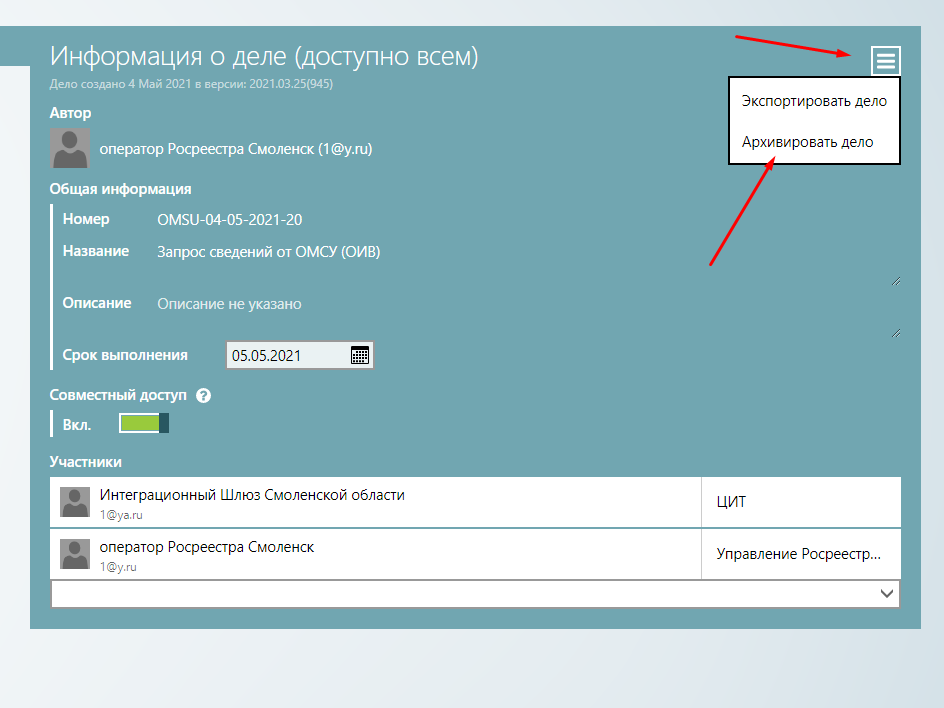 Информация о деле (доступно всем)
Дело создано 4 Май 2021 в версии: 2021.03.25(945)
Экспортировать дело
Архивировать дело
Автор
оператор Росреестра Смоленск (1@y.ru)
Общая информация
Номер OMSU-04-05-2021-20
Название Запрос сведений от ОМСУ (ОИВ)
Описание Описание не указано
Срок выполнения 05.05.2021
Совместный доступ ?
Вкл.
Участники
Интеграционный Шлюз Смоленской области
1@ya.ru
ЦИТ
оператор Росреестра Смоленск
1@y.ru
Управление Росреестр...